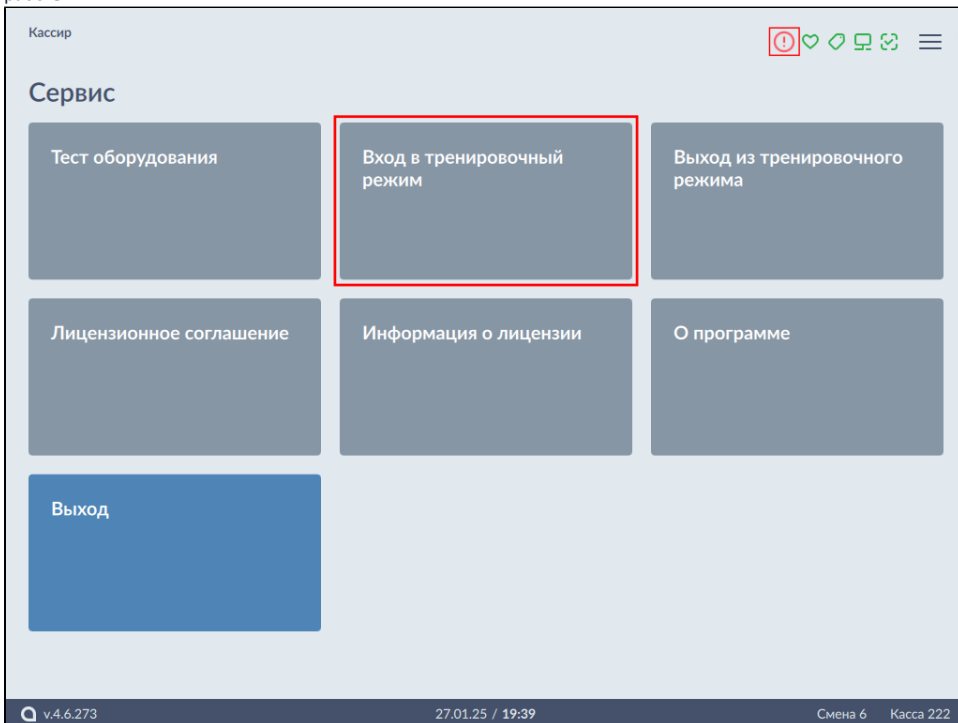 Кассир
Сервис
Тест оборудования
Вход в тренировочный
режим
Выход из тренировочного
режима
Лицензионное соглашение
Информация о лицензии
О программе
Выход
v.4.6.273
27.01.25 / 19:39
Смена 6
Касса 222